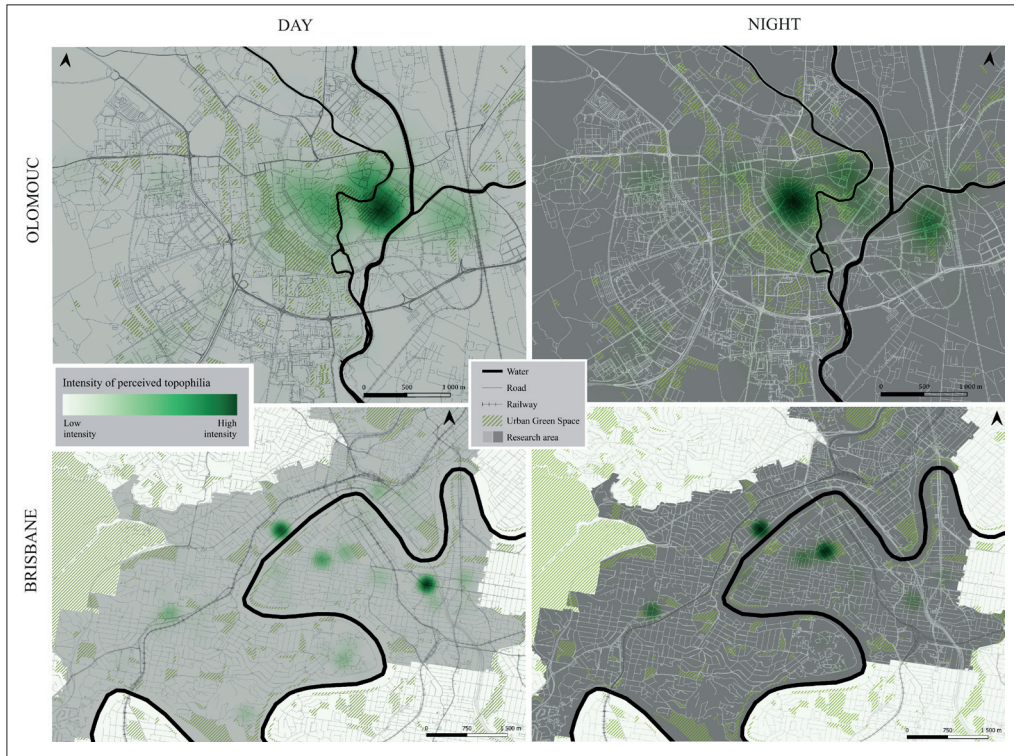 DAY
NIGHT
OLOMOUC
0 500 1 000 m
0 500 1 000 m
Intensity of perceived topophilia
Low intensity
High intensity
Water
Road
Railway
Urban Green Space
Research area
BRISBANE
0 750 1 500 m
0 750 1 500 m